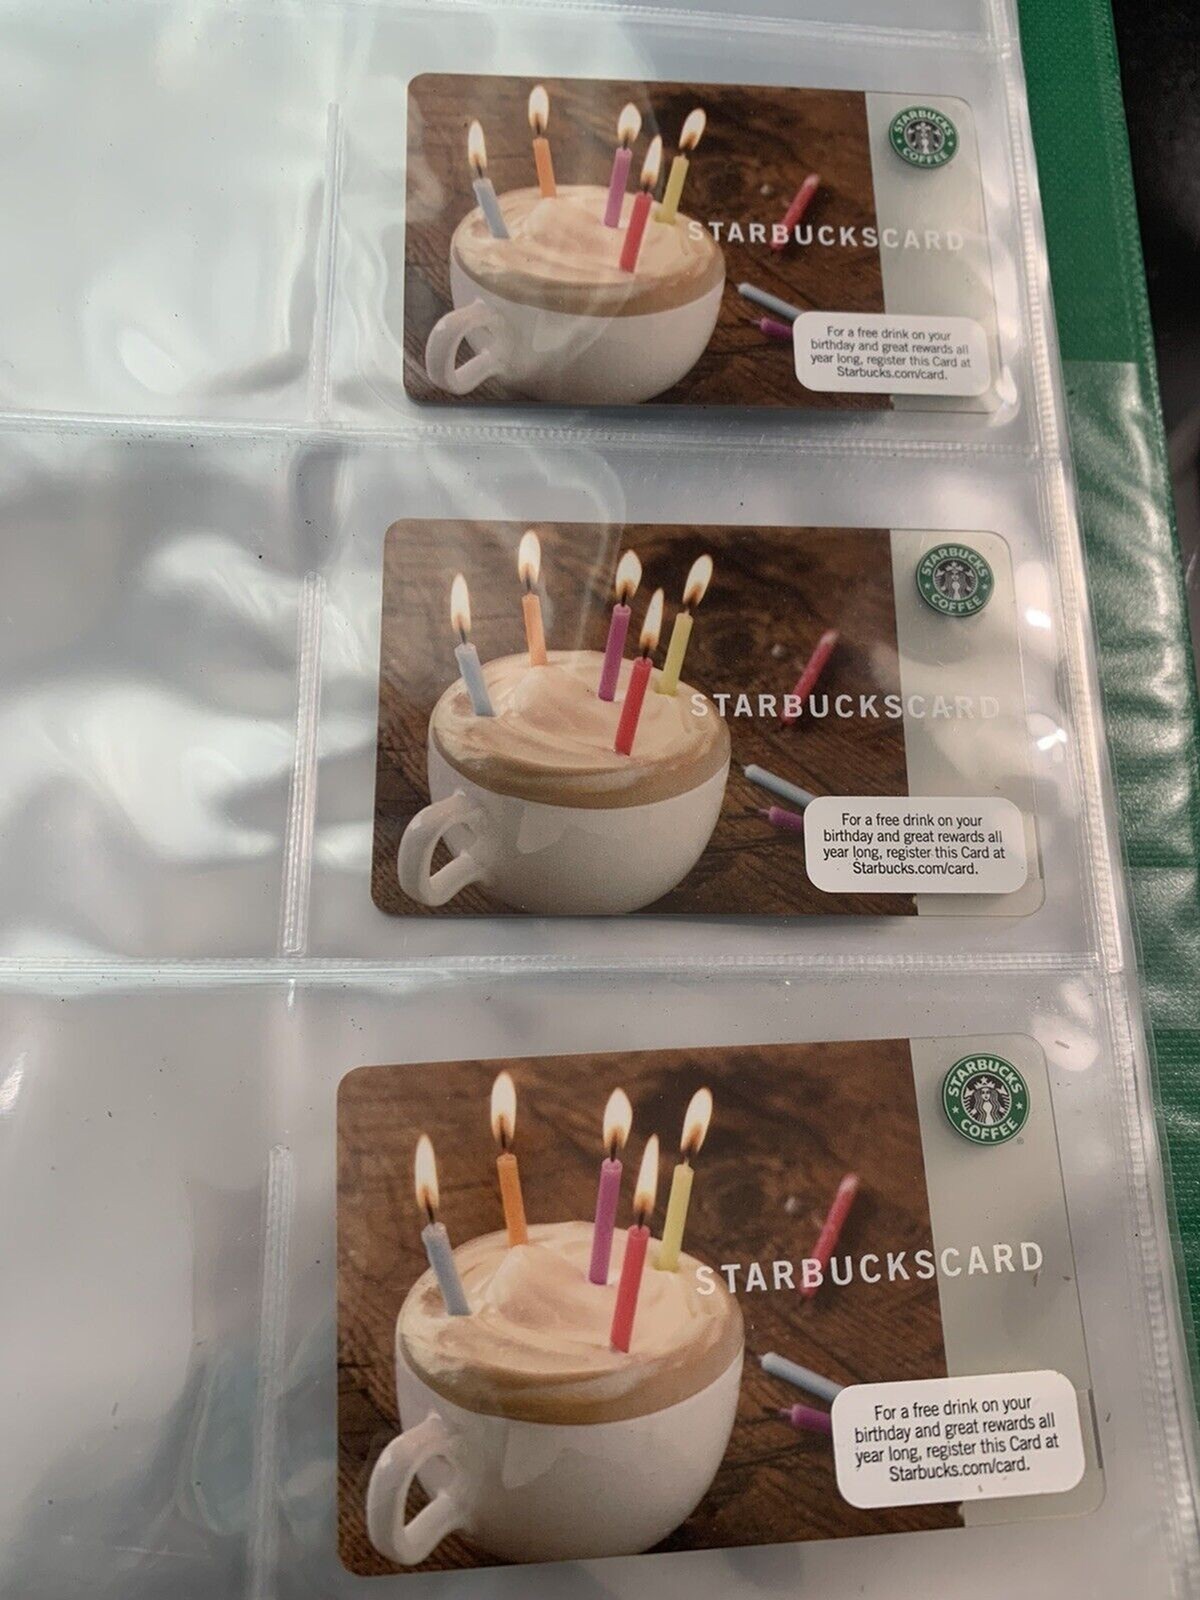 STARBUCKS
COFFEE
STARBUCKSCARD
For a free drink on your
birthday and great rewards all
year long, register this Card at
Starbucks.com/card.
STARBUCKS
COFFEE
STARBUCKSCARD
For a free drink on your
birthday and great rewards all
year long, register this Card at
Starbucks.com/card.
STARBUCKS
COFFEE
STARBUCKSCARD
For a free drink on your
birthday and great rewards all
year long, register this Card at
Starbucks.com/card.